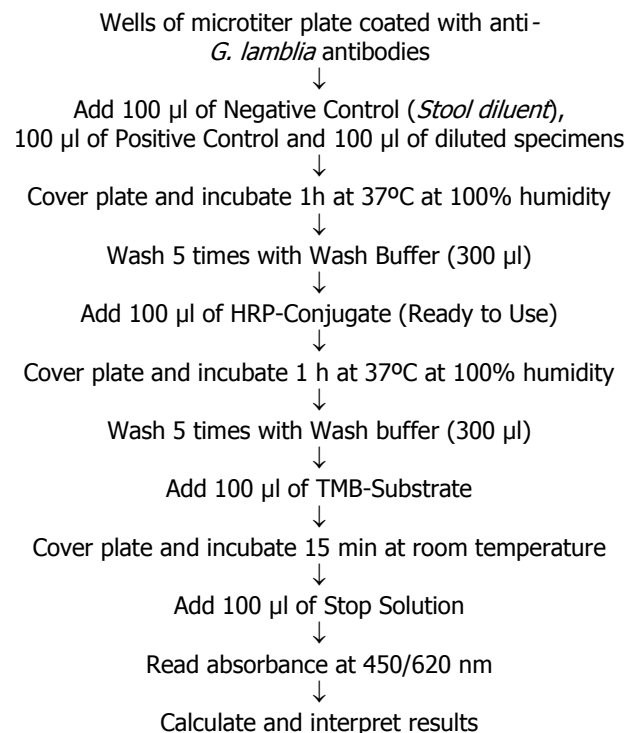 Wells of microtiter plate coated with anti-
G. lamblia antibodies
↓
Add 100 µl of Negative Control (Stool diluent),
100 µl of Positive Control and 100 µl of diluted specimens
↓
Cover plate and incubate 1h at 37ºC at 100% humidity
↓
Wash 5 times with Wash Buffer (300 µl)
↓
Add 100 µl of HRP-Conjugate (Ready to Use)
↓
Cover plate and incubate 1 h at 37ºC at 100% humidity
↓
Wash 5 times with Wash buffer (300 µl)
↓
Add 100 µl of TMB-Substrate
↓
Cover plate and incubate 15 min at room temperature
↓
Add 100 µl of Stop Solution
↓
Read absorbance at 450/620 nm
↓
Calculate and interpret results